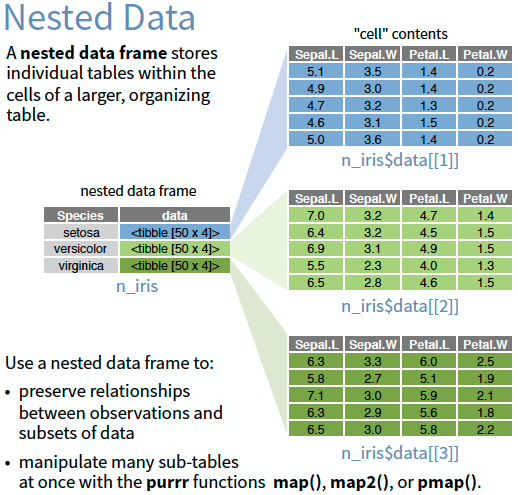 Nested Data
A nested data frame stores
individual tables within the
cells of a larger, organizing
table.
"cell" contents
Sepal.L Sepal.W Petal.L Petal.W
5.1 3.5 1.4 0.2
4.9 3.0 1.4 0.2
4.7 3.2 1.3 0.2
4.6 3.1 1.5 0.2
5.0 3.6 1.4 0.2
n_iris$data[[1]]
nested data frame
Species data
setosa <tibble [50 x 4]>
versicolor <tibble [50 x 4]>
virginica <tibble [50 x 4]>
n_iris
Sepal.L Sepal.W Petal.L Petal.W
7.0 3.2 4.7 1.4
6.4 3.2 4.5 1.5
6.9 3.1 4.9 1.5
5.5 2.3 4.0 1.3
6.5 2.8 4.6 1.5
n_iris$data[[2]]
Sepal.L Sepal.W Petal.L Petal.W
6.3 3.3 6.0 2.5
5.8 2.7 5.1 1.9
7.1 3.0 5.9 2.1
6.3 2.9 5.6 1.8
6.5 3.0 5.8 2.2
n_iris$data[[3]]
Use a nested data frame to:
• preserve relationships
between observations and
subsets of data
• manipulate many sub-tables
at once with the purrr functions map(), map2(), or pmap().